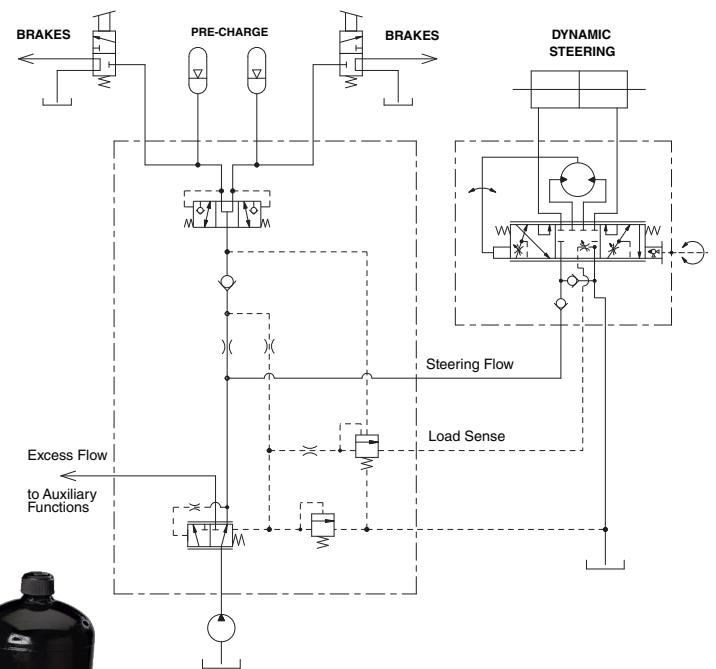 BRAKES
PRE-CHARGE
BRAKES
DYNAMIC
STEERING
Steering Flow
Load Sense
Excess Flow
to Auxiliary
Functions